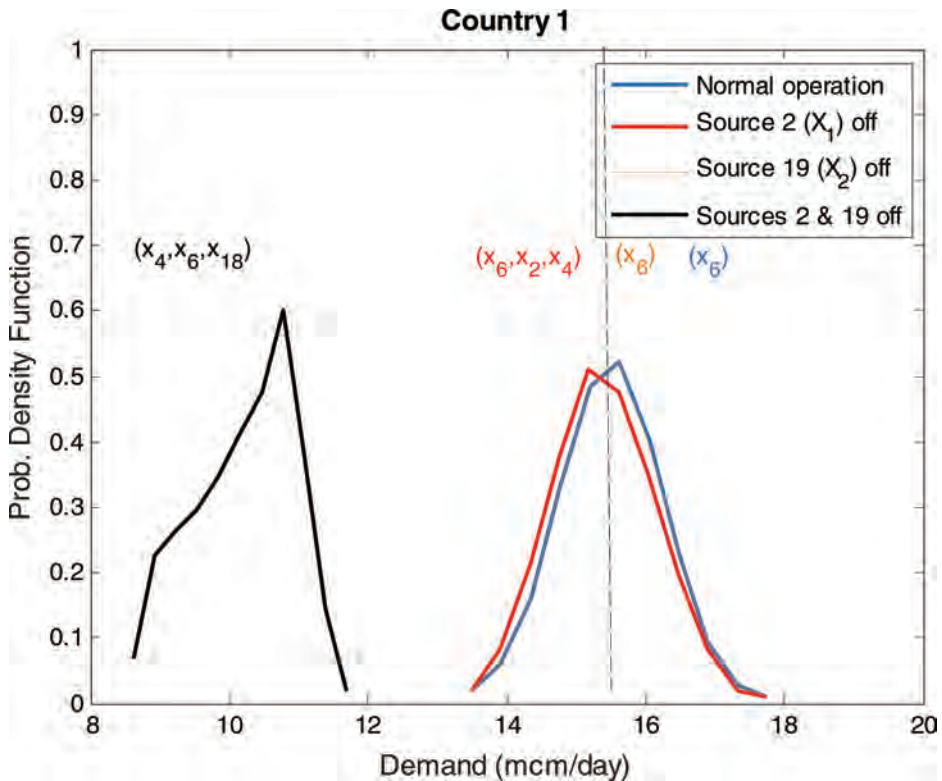 Country 1
1
0.9
0.8
0.7
0.6
0.5
0.4
0.3
0.2
0.1
0
Prob. Density Function
Normal operation
Source 2 (X1) off
Source 19 (X2) off
Sources 2 & 19 off
(x4,x6,x18)
(x6,x2,x4)
(x6)
(x6)
8 10 12 14 16 18 20
Demand (mcm/day)